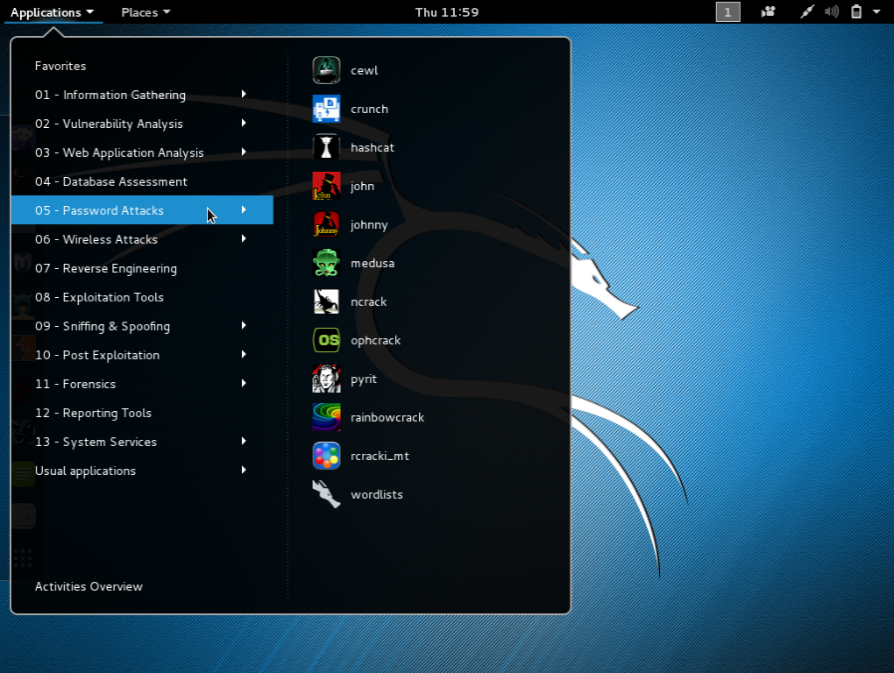 Applications Places Thu 11:59 1
Favorites
01 - Information Gathering
02 - Vulnerability Analysis
03 - Web Application Analysis
04 - Database Assessment
05 - Password Attacks
06 - Wireless Attacks
07 - Reverse Engineering
08 - Exploitation Tools
09 - Sniffing & Spoofing
10 - Post Exploitation
11 - Forensics
12 - Reporting Tools
13 - System Services
Usual applications
Activities Overview
cewl
crunch
hashcat
John
john
Johnny
johnny
medusa
ncrack
OS
ophcrack
pyrit
rainbowcrack
rcracki_mt
wordlists